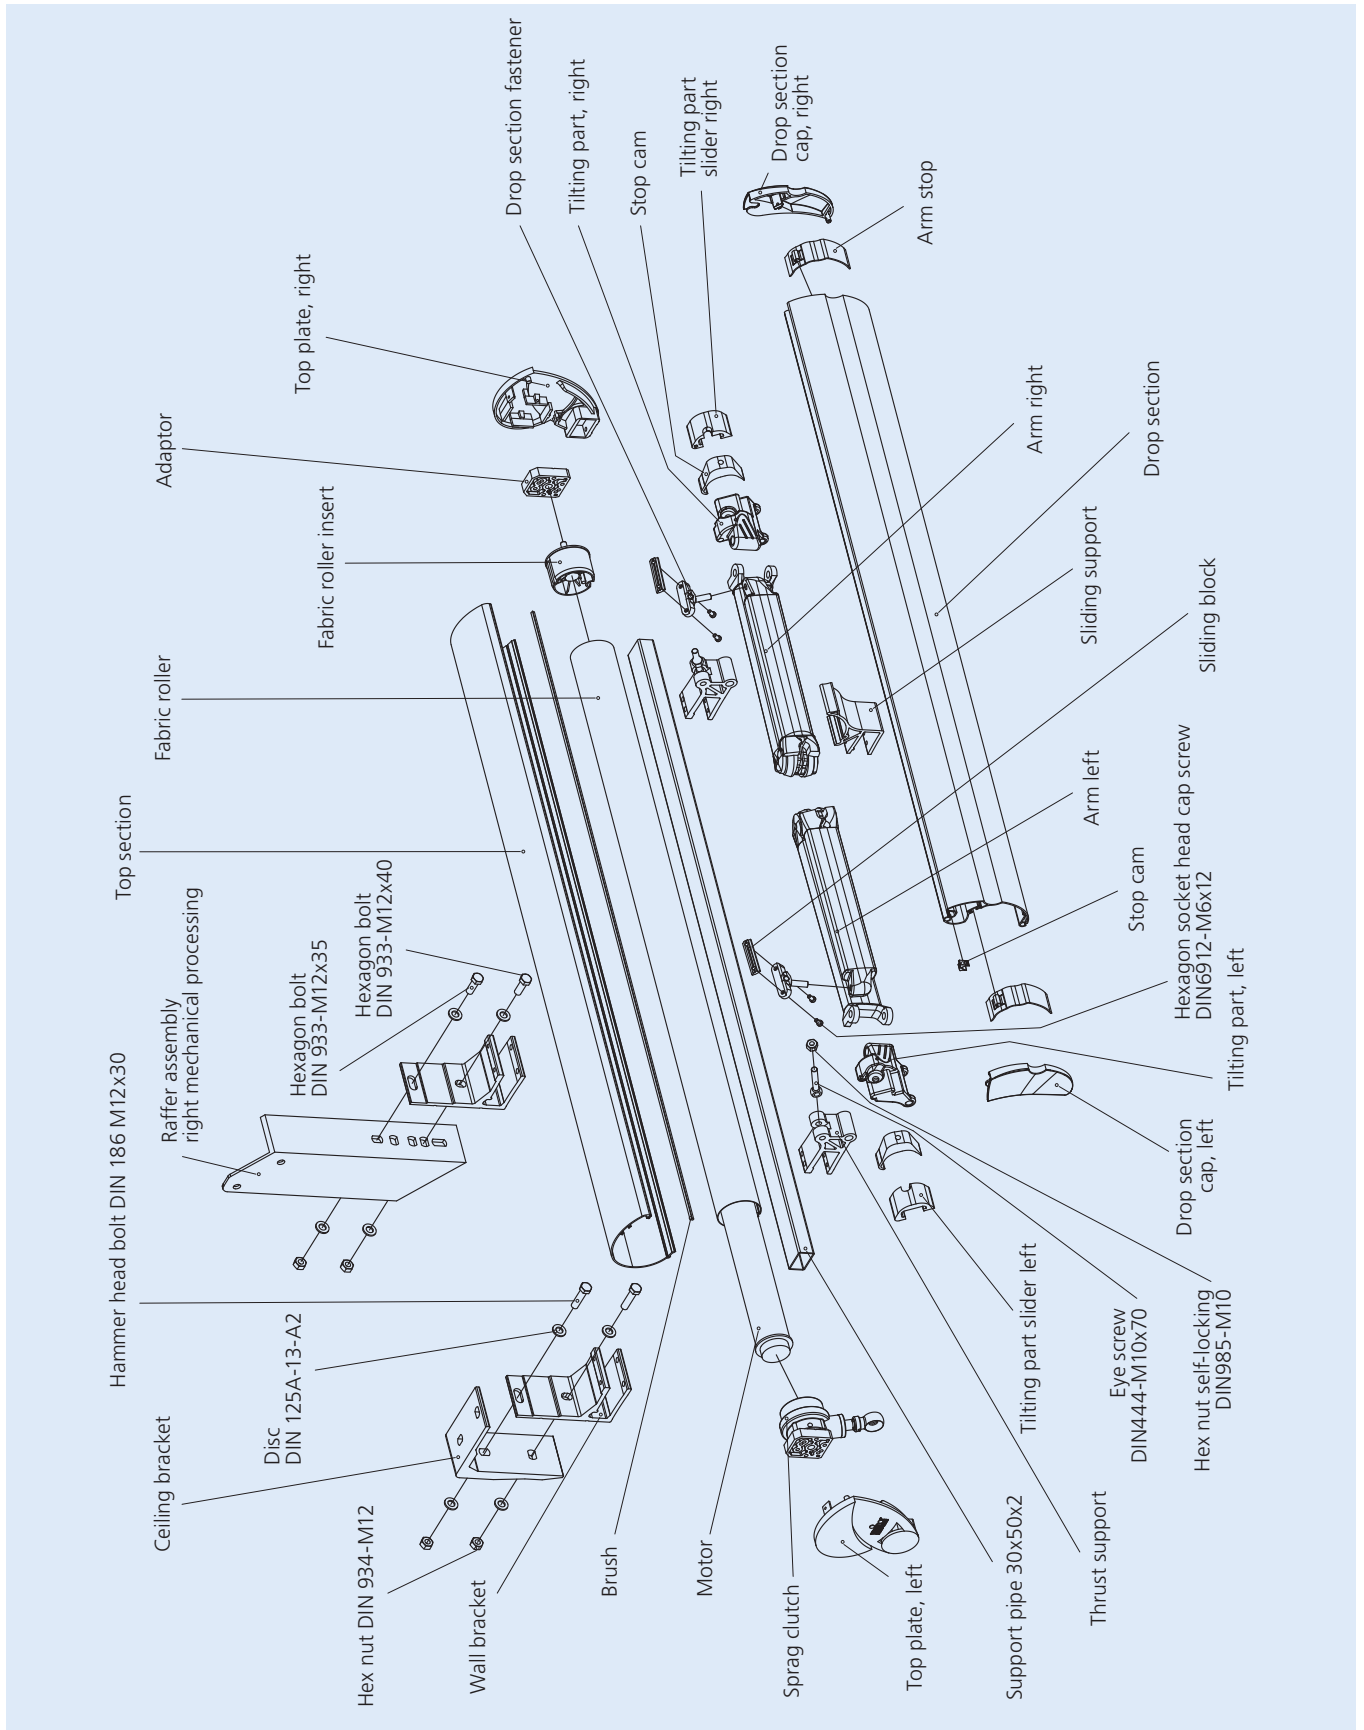 Hammer head bolt DIN 186 M12x30
Top section
Fabric roller
Adaptor
Raffer assembly
right mechanical processing
Ceiling bracket
Disc
DIN 125A-13-A2
Hexagon bolt
DIN 933-M12x35
Hexagon bolt
DIN 933-M12x40
Fabric roller insert
Top plate, right
Hex nut DIN 934-M12
Wall bracket
Drop section fastener
Tilting part, right
Stop cam
Tilting part
slider right
Drop section
cap, right
Arm stop
Brush
Motor
Sprag clutch
Top plate, left
Support pipe 30x50x2
Thrust support
Tilting part slider left
Eye screw
DIN444-M10x70
Hex nut self-locking
DIN985-M10
Drop section
cap, left
Tilting part, left
Hexagon socket head cap screw
DIN6912-M6x12
Stop cam
Arm left
Sliding block
Sliding support
Arm right
Drop section